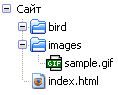 Сайт
bird
images
GIF sample.gif
index.html